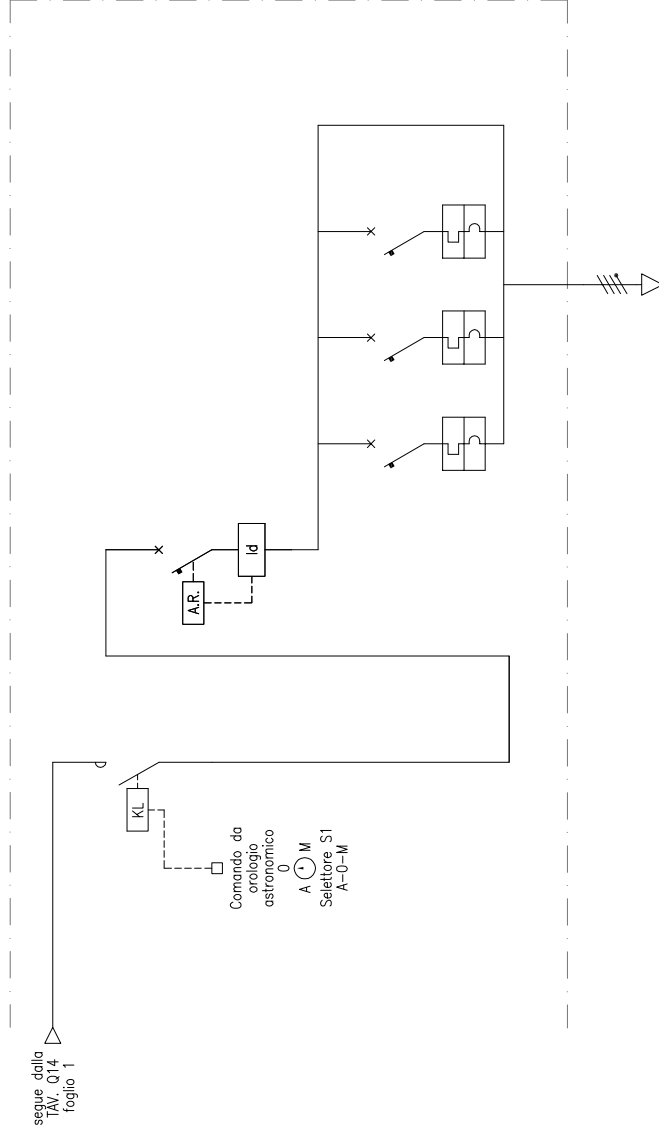 segue dalla
TAV. Q14
foglio 1
KL
Comando da
orologio
astronomico
0
A M
Selettore S1
A-0-M
A.R.
Id